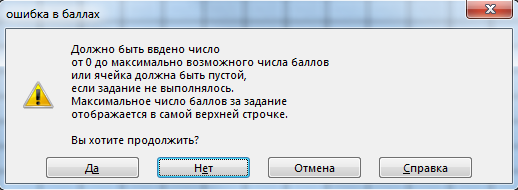 ошибка в баллах
Должно быть введено число
от 0 до максимально возможного числа баллов
или ячейка должна быть пустой,
если задание не выполнялось.
Максимальное число баллов за задание
отображается в самой верхней строчке.
Вы хотите продолжить?
Да
Нет
Отмена
Справка